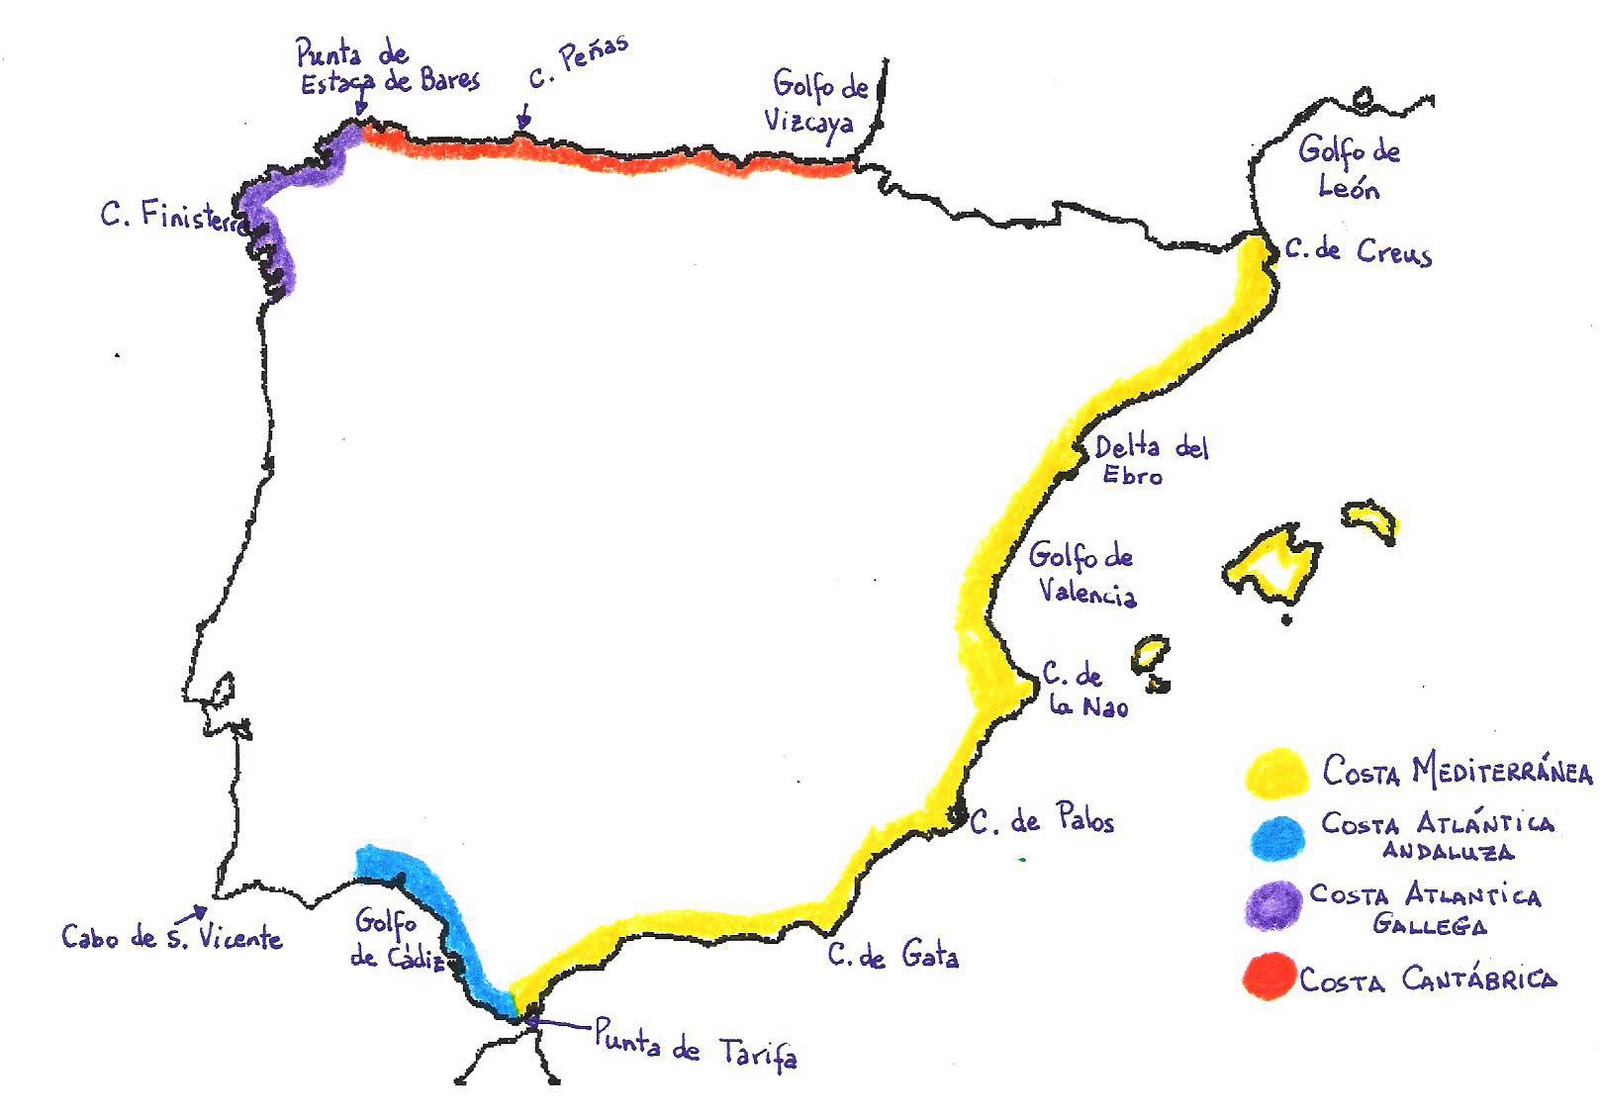 Punta de
Estaca de Bares
C. Peñas
Golfo de
Vizcaya
Golfo de
León
C. Finisterre
C. de Creus
Delta del
Ebro
Golfo de
Valencia
C. de
la Nao
C. de Palos
Golfo
de Cádiz
Cabo de S. Vicente
C. de Gata
Punta de Tarifa
COSTA MEDITERRÁNEA
COSTA ATLÁNTICA
ANDALUZA
COSTA ATLANTICA
GALLEGA
COSTA CANTÁBRICA